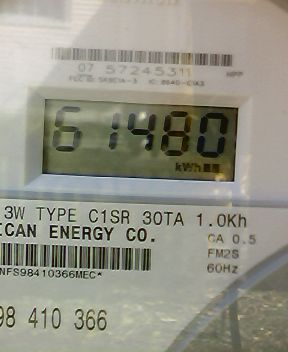 07 57245311
HPP
61480
kWh
3W TYPE C1SR 30TA 1.0Kh
ICAN ENERGY CO.
CA 0.5
FM2S
60Hz
NFS98410366MEC*
98 410 366